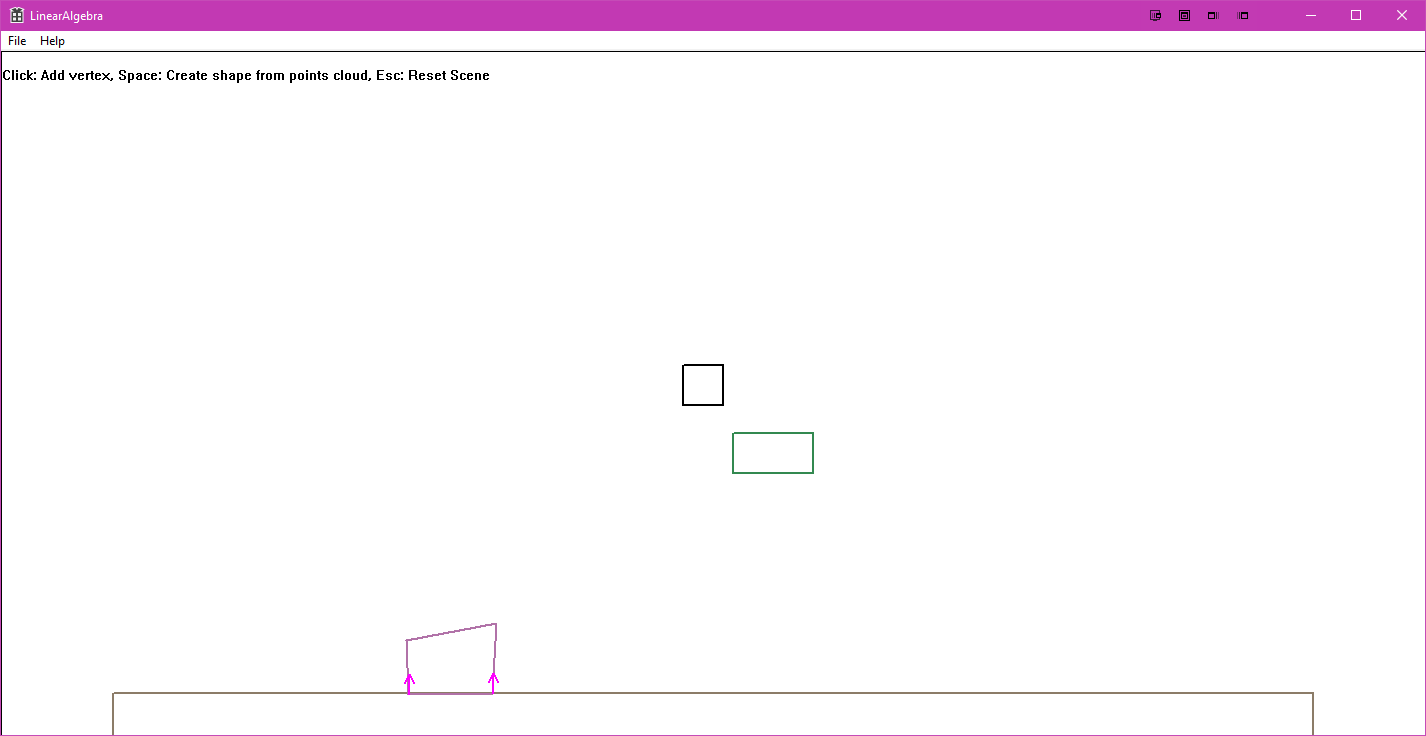 LinearAlgebra
File Help
Click: Add vertex, Space: Create shape from points cloud, Esc: Reset Scene